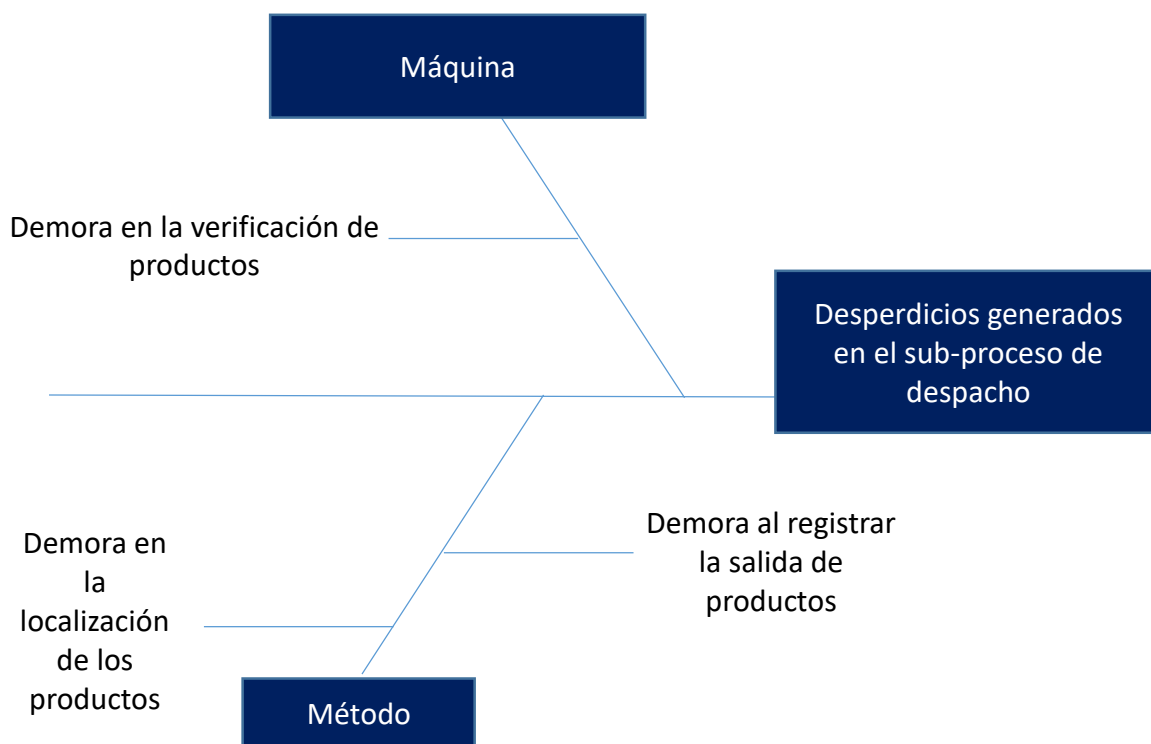 Máquina
Demora en la verificación de
productos
Desperdicios generados
en el sub-proceso de
despacho
Demora al registrar
la salida de
productos
Demora en
la
localización
de los
productos
Método